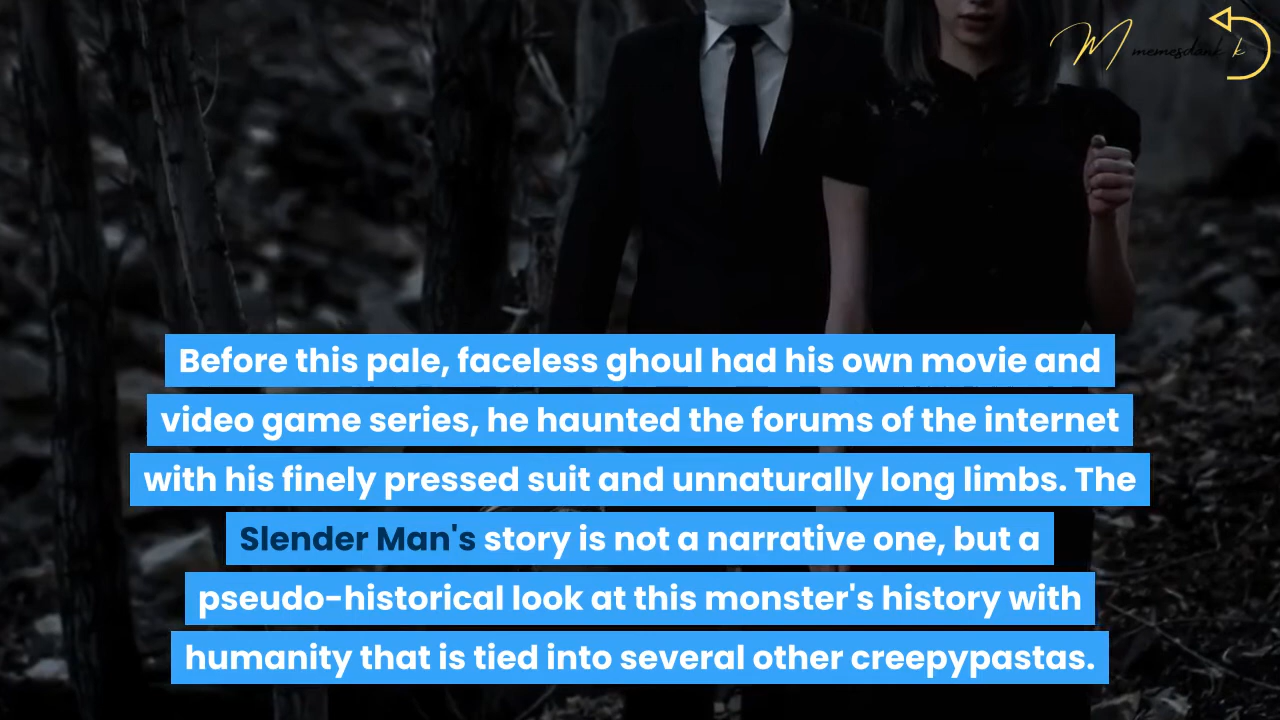 M memesdank k
Before this pale, faceless ghoul had his own movie and
video game series, he haunted the forums of the internet
with his finely pressed suit and unnaturally long limbs. The
Slender Man's story is not a narrative one, but a
pseudo-historical look at this monster's history with
humanity that is tied into several other creepypastas.